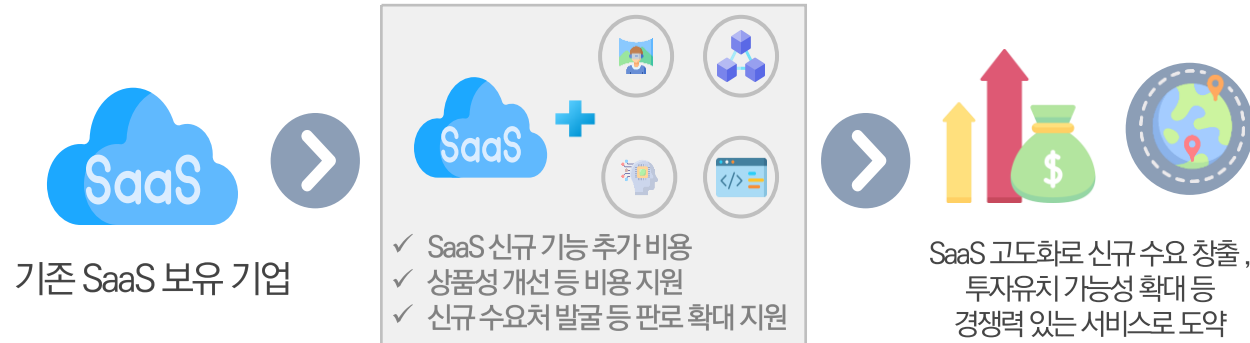 SaaS
기존 SaaS 보유 기업
SaaS
</>
✓ SaaS 신규 기능 추가 비용
✓ 상품성 개선 등 비용 지원
✓ 신규 수요처 발굴 등 판로 확대 지원
$
SaaS 고도화로 신규 수요 창출 ,
투자유치 가능성 확대 등
경쟁력 있는 서비스로 도약